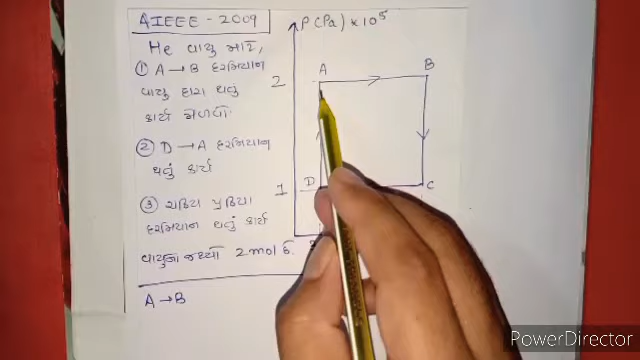 AIEEE - 2009
He વાયુ માટે,
① A → B દરમિયાન
વાયુ દ્વારા થતું
કાર્ય મેળવો
② D → A દરમિયાન
થતું કાર્ય
③ ચક્રિય પ્રક્રિયા
દરમિયાન થતું કાર્ય
વાયુના જથ્થો 2 mol છે.
A → B
P (Pa) × 10⁵
A B
2
1 D C
PowerDirector